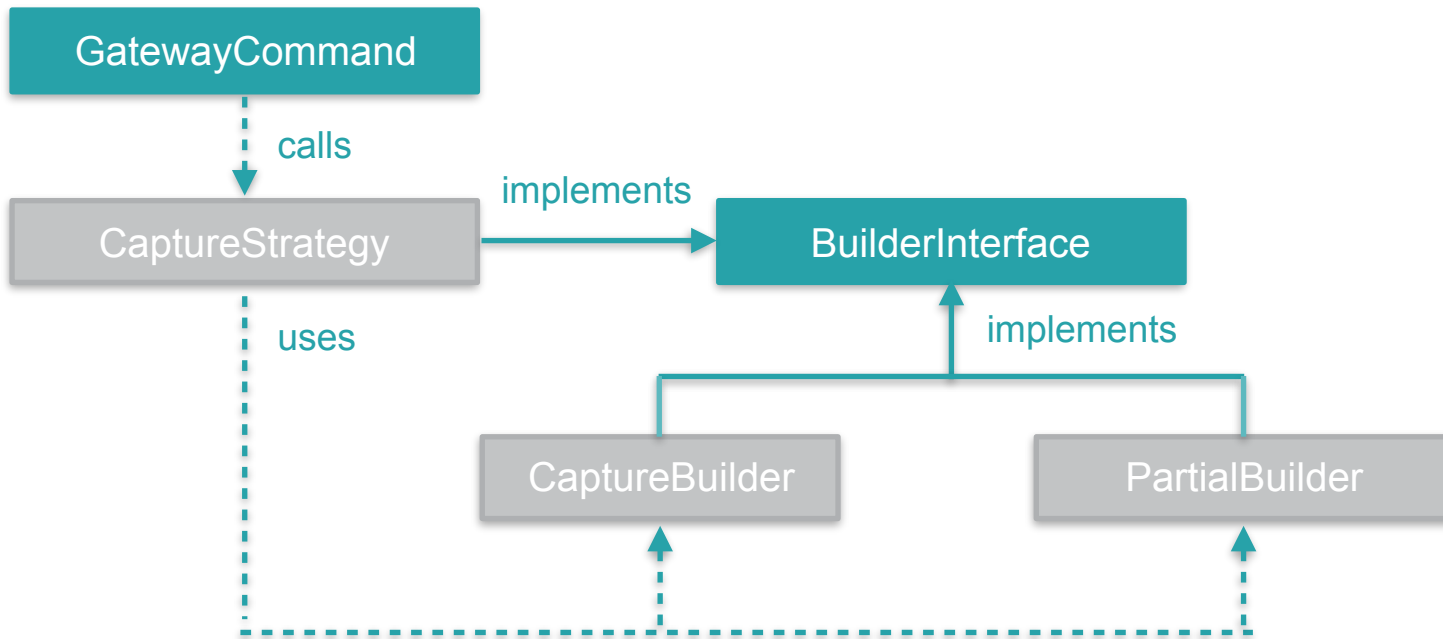 GatewayCommand
calls
implements
CaptureStrategy
BuilderInterface
uses
implements
CaptureBuilder
PartialBuilder